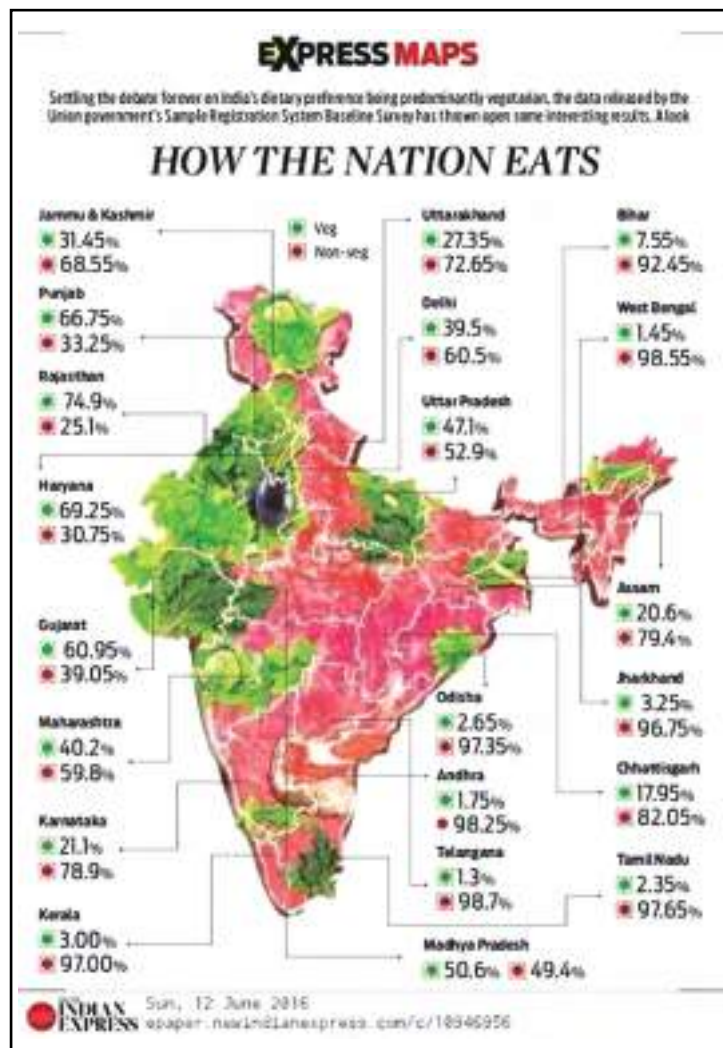 EXPRESS MAPS
Settling the debate forever on India's dietary preference being predominantly vegetarian, the data released by the
Union government's Sample Registration System Baseline Survey has thrown open some interesting results. A look
HOW THE NATION EATS
Veg
Non-veg
Jammu & Kashmir
31.45%
68.55%
Punjab
66.75%
33.25%
Rajasthan
74.9%
25.1%
Haryana
69.25%
30.75%
Gujarat
60.95%
39.05%
Maharashtra
40.2%
59.8%
Karnataka
21.1%
78.9%
Kerala
3.00%
97.00%
Uttarakhand
27.35%
72.65%
Delhi
39.5%
60.5%
Uttar Pradesh
47.1%
52.9%
Odisha
2.65%
97.35%
Andhra
1.75%
98.25%
Telangana
1.3%
98.7%
Madhya Pradesh
50.6% 49.4%
Bihar
7.55%
92.45%
West Bengal
1.45%
98.55%
Assam
20.6%
79.4%
Jharkhand
3.25%
96.75%
Chhattisgarh
17.95%
82.05%
Tamil Nadu
2.35%
97.65%
INDIAN
EXPRESS
Sun, 12 June 2016
epaper.newindianexpress.com/c/10946956